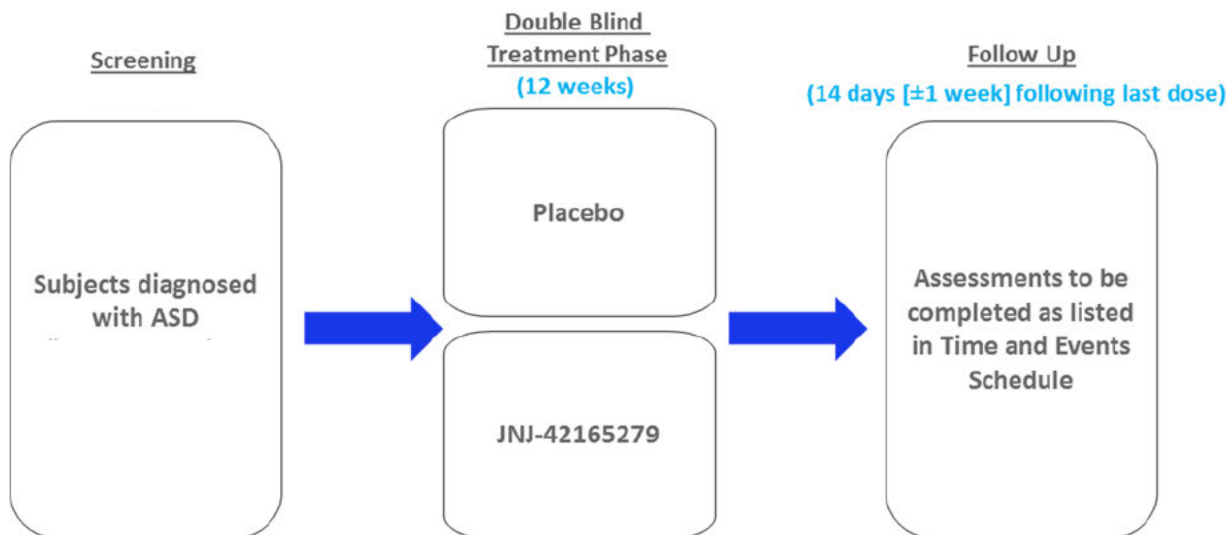 Screening
Subjects diagnosed
with ASD
Double Blind
Treatment Phase
(12 weeks)
Placebo
JNJ-42165279
Follow Up
(14 days [±1 week] following last dose)
Assessments to be
completed as listed
in Time and Events
Schedule